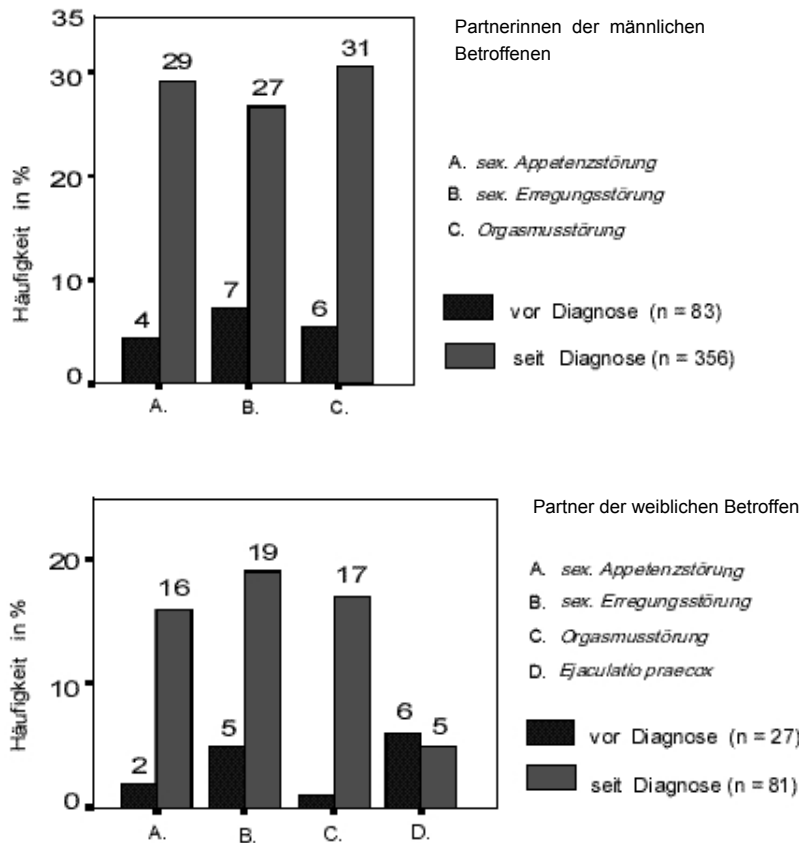 35
30
20
10
0
Häufigkeit in %
29
27
31
4
7
6
A.
B.
C.
Partnerinnen der männlichen
Betroffenen
A. sex. Appetenzstörung
B. sex. Erregungsstörung
C. Orgasmusstörung
vor Diagnose (n = 83)
seit Diagnose (n = 356)
20
10
0
Häufigkeit in %
16
19
17
2
5
6
5
A.
B.
C.
D.
Partner der weiblichen Betroffen
A. sex. Appetenzstörung
B. sex. Erregungsstörung
C. Orgasmusstörung
D. Ejaculatio praecox
vor Diagnose (n = 27)
seit Diagnose (n = 81)